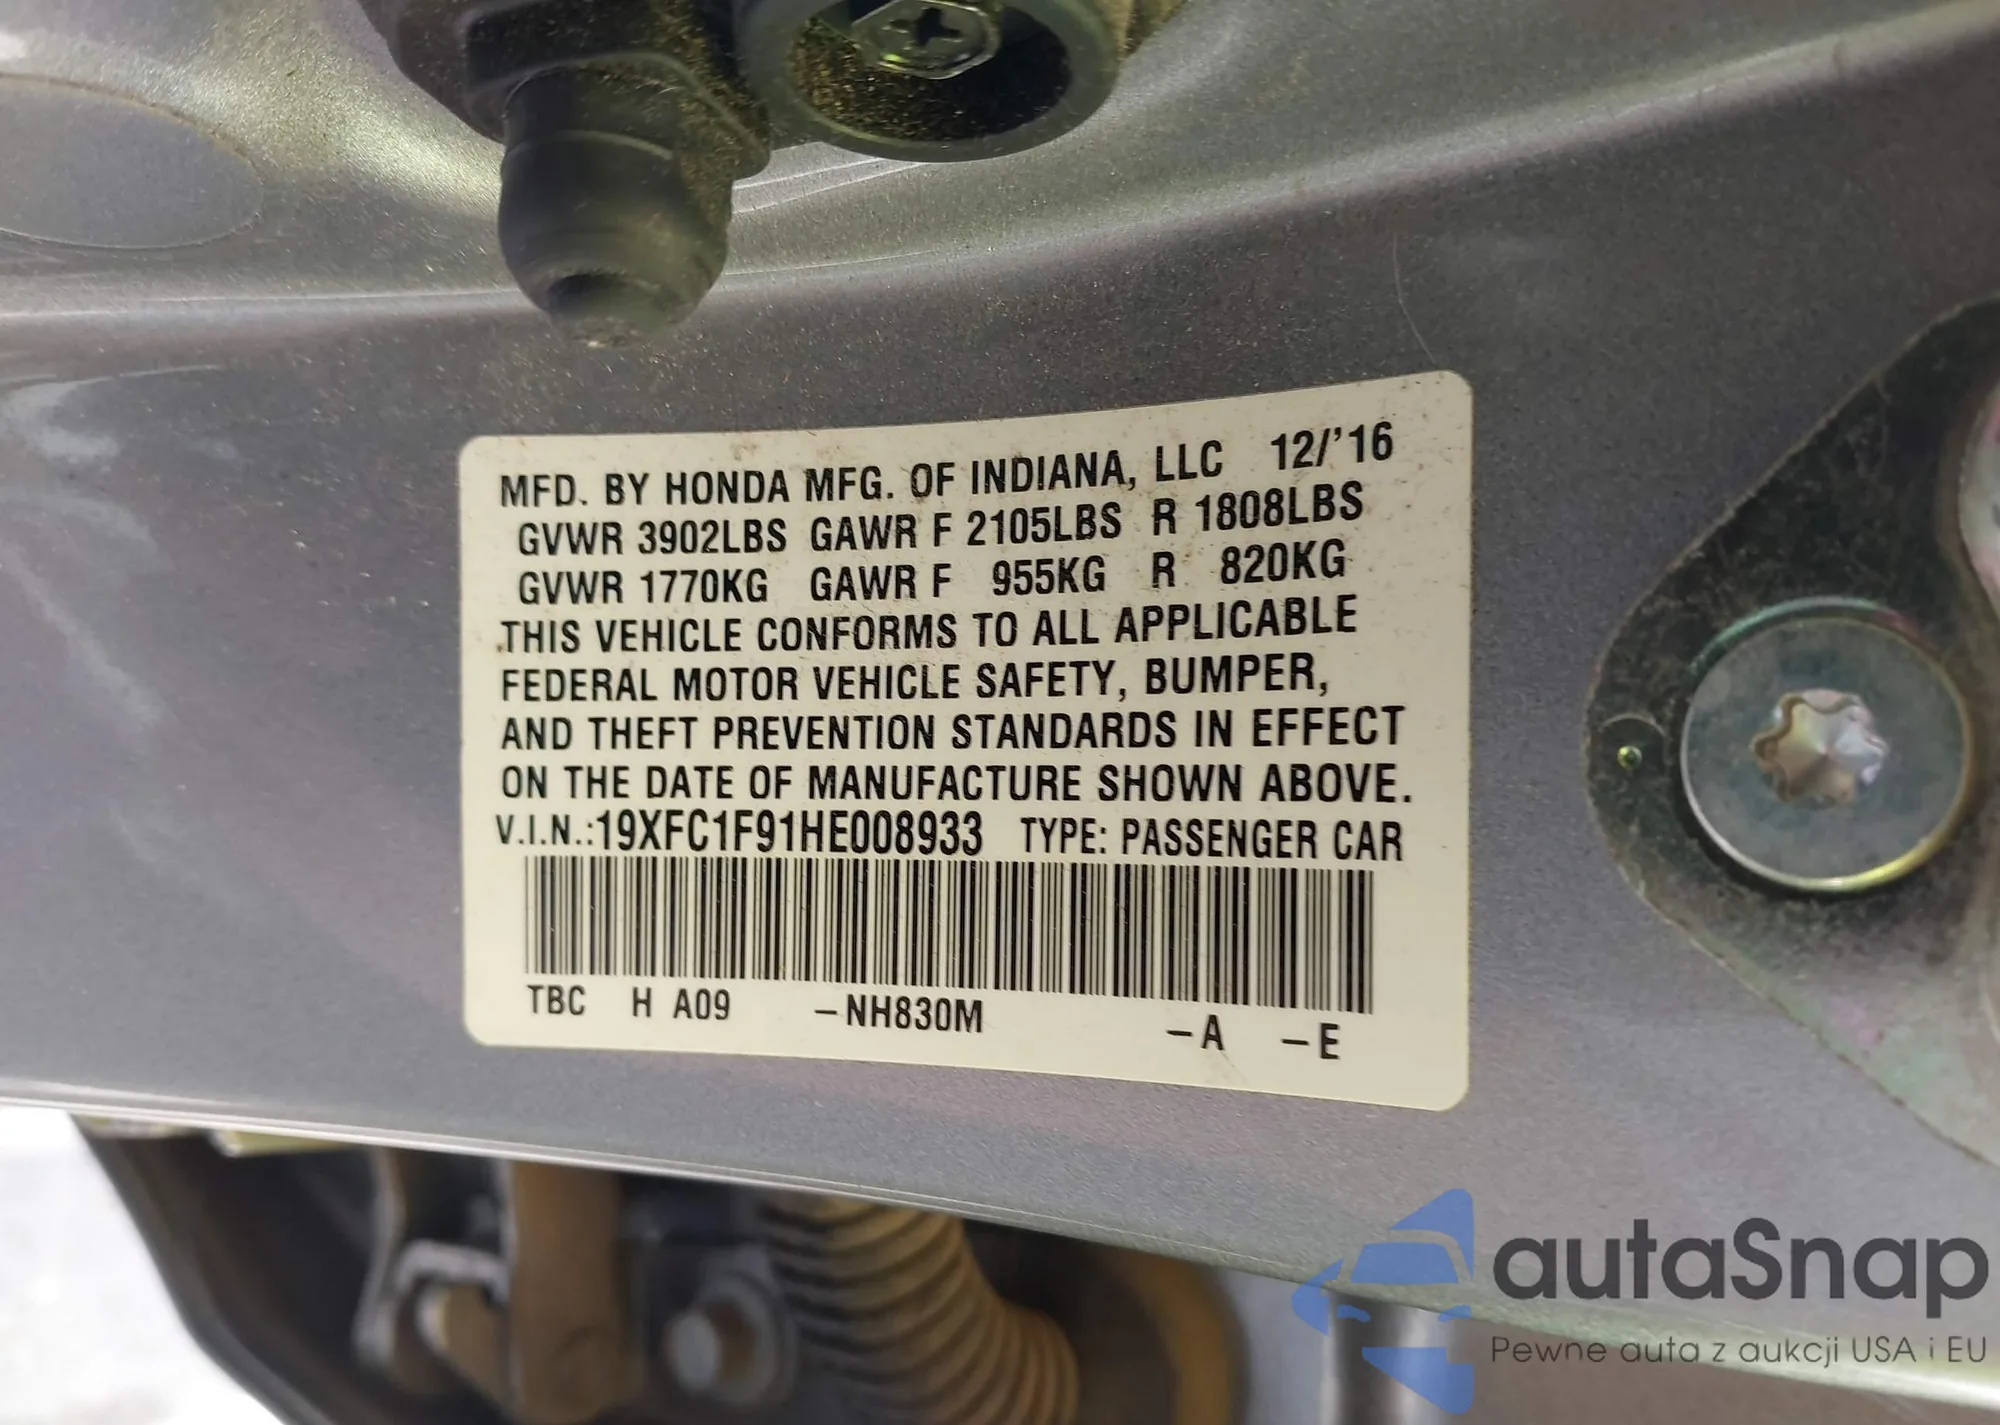 MFD. BY HONDA MFG. OF INDIANA, LLC 12/'16
GVWR 3902LBS GAWR F 2105LBS R 1808LBS
GVWR 1770KG GAWR F 955KG R 820KG
THIS VEHICLE CONFORMS TO ALL APPLICABLE
FEDERAL MOTOR VEHICLE SAFETY, BUMPER,
AND THEFT PREVENTION STANDARDS IN EFFECT
ON THE DATE OF MANUFACTURE SHOWN ABOVE.
V.I.N.:19XFC1F91HE008933 TYPE: PASSENGER CAR
TBC H A09 –NH830M –A –E
autaSnap
Pewne auta z aukcji USA i EU